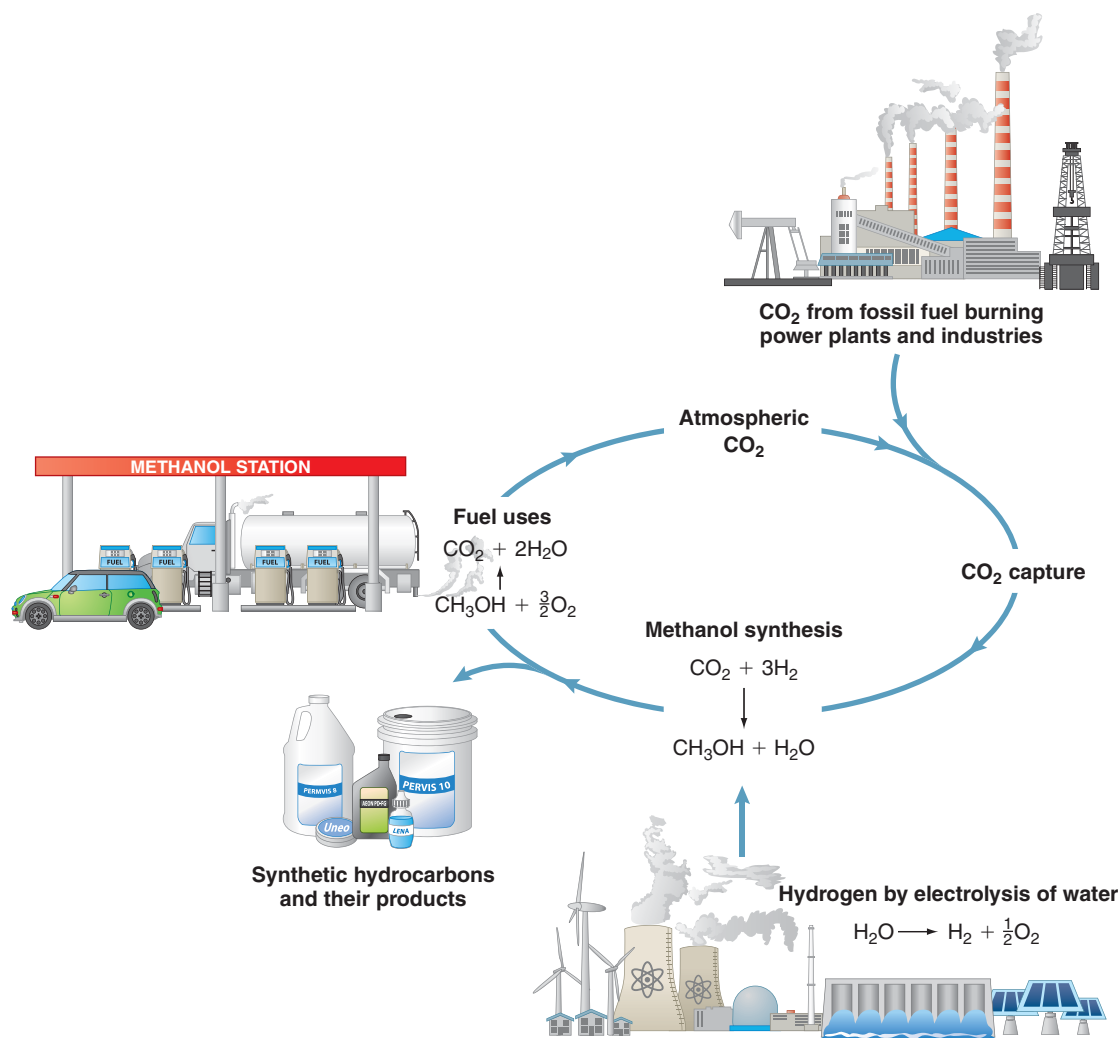 CO₂ from fossil fuel burning
power plants and industries
Atmospheric
CO₂
METHANOL STATION
FUEL
FUEL
FUEL
FUEL
Fuel uses
CO₂ + 2H₂O
CH₃OH + 3/2O₂
CO₂ capture
Methanol synthesis
CO₂ + 3H₂
CH₃OH + H₂O
PERMVIS 8
PERVIS 10
Uneo
LENA
Synthetic hydrocarbons
and their products
Hydrogen by electrolysis of water
H₂O → H₂ + 1/2O₂